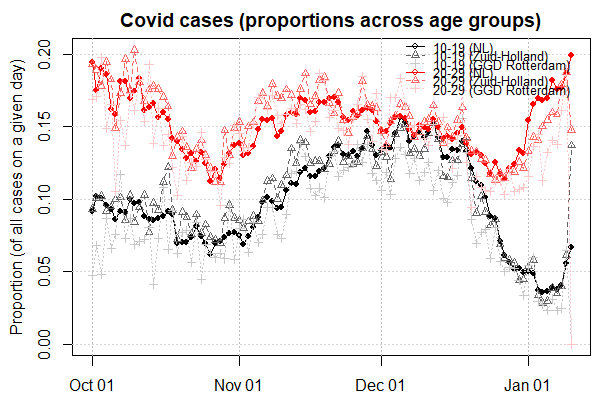 Covid cases (proportions across age groups)
10-19 (NL)
10-19 (Zuid-Holland)
10-19 (GGD Rotterdam)
20-29 (NL)
20-29 (Zuid-Holland)
20-29 (GGD Rotterdam)
Proportion (of all cases on a given day)
0.20
0.15
0.10
0.05
0.00
Oct 01
Nov 01
Dec 01
Jan 01